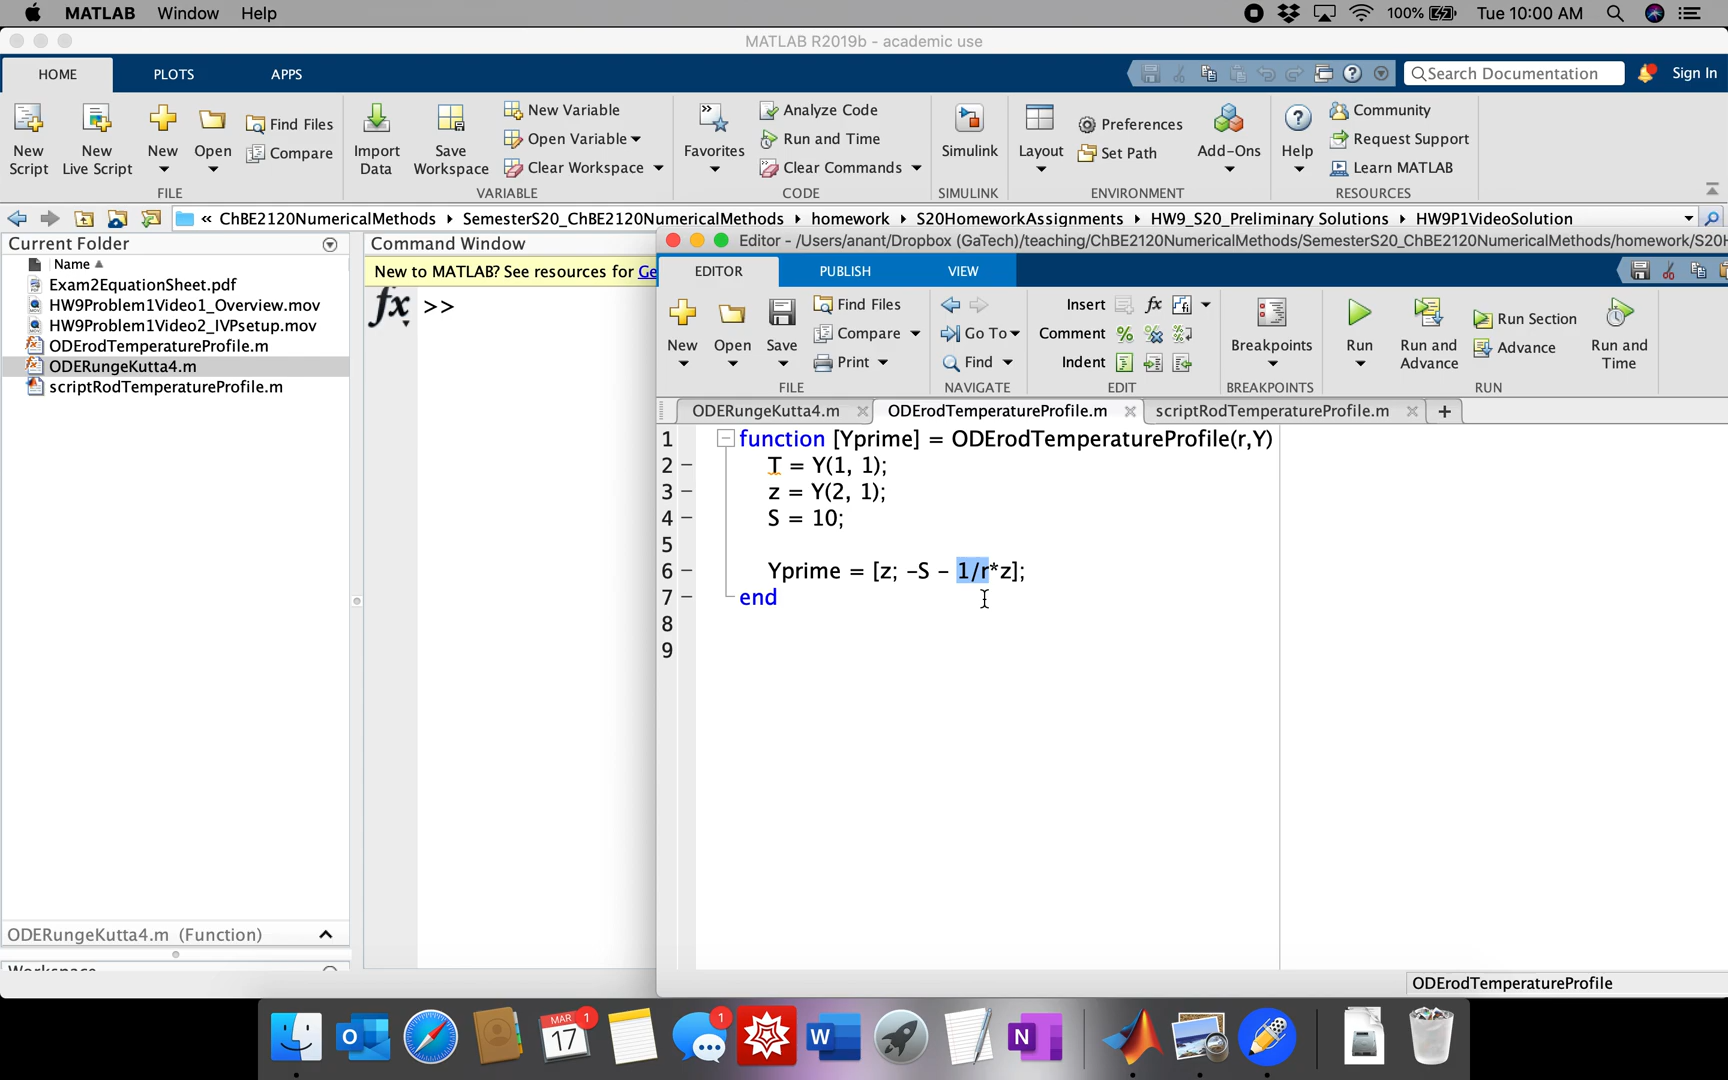 MATLAB Window Help 100% Tue 10:00 AM
MATLAB R2019b - academic use
HOME PLOTS APPS Search Documentation Sign In
New Script
New Live Script
New
Open
Find Files
Compare
FILE
Import Data
Save Workspace
New Variable
Open Variable
Clear Workspace
VARIABLE
Favorites
Analyze Code
Run and Time
Clear Commands
CODE
Simulink
SIMULINK
Layout
Preferences
Set Path
Add-Ons
ENVIRONMENT
Help
Community
Request Support
Learn MATLAB
RESOURCES
« ChBE2120NumericalMethods SemesterS20_ChBE2120NumericalMethods homework S20HomeworkAssignments HW9_S20_Preliminary Solutions HW9P1VideoSolution
Current Folder
Name
Exam2EquationSheet.pdf
HW9Problem1Video1_Overview.mov
HW9Problem1Video2_IVPsetup.mov
ODErodTemperatureProfile.m
ODERungeKutta4.m
scriptRodTemperatureProfile.m
ODERungeKutta4.m (Function)
Command Window
New to MATLAB? See resources for Ge
fx >>
Editor - /Users/anant/Dropbox (GaTech)/teaching/ChBE2120NumericalMethods/SemesterS20_ChBE2120NumericalMethods/homework/S20H
EDITOR PUBLISH VIEW
New
Open
Save
Find Files
Compare
Print
FILE
Go To
Find
NAVIGATE
Insert fx
Comment % % %
Indent
EDIT
Breakpoints
BREAKPOINTS
Run
Run and Advance
Run Section
Advance
Run and Time
RUN
ODERungeKutta4.m ODErodTemperatureProfile.m scriptRodTemperatureProfile.m +
1 function [Yprime] = ODErodTemperatureProfile(r,Y)
2 – T = Y(1, 1);
3 – z = Y(2, 1);
4 – S = 10;
5
6 – Yprime = [z; -S - 1/r*z];
7 – end
8
9
ODErodTemperatureProfile
MAR 17 1
1
W
N